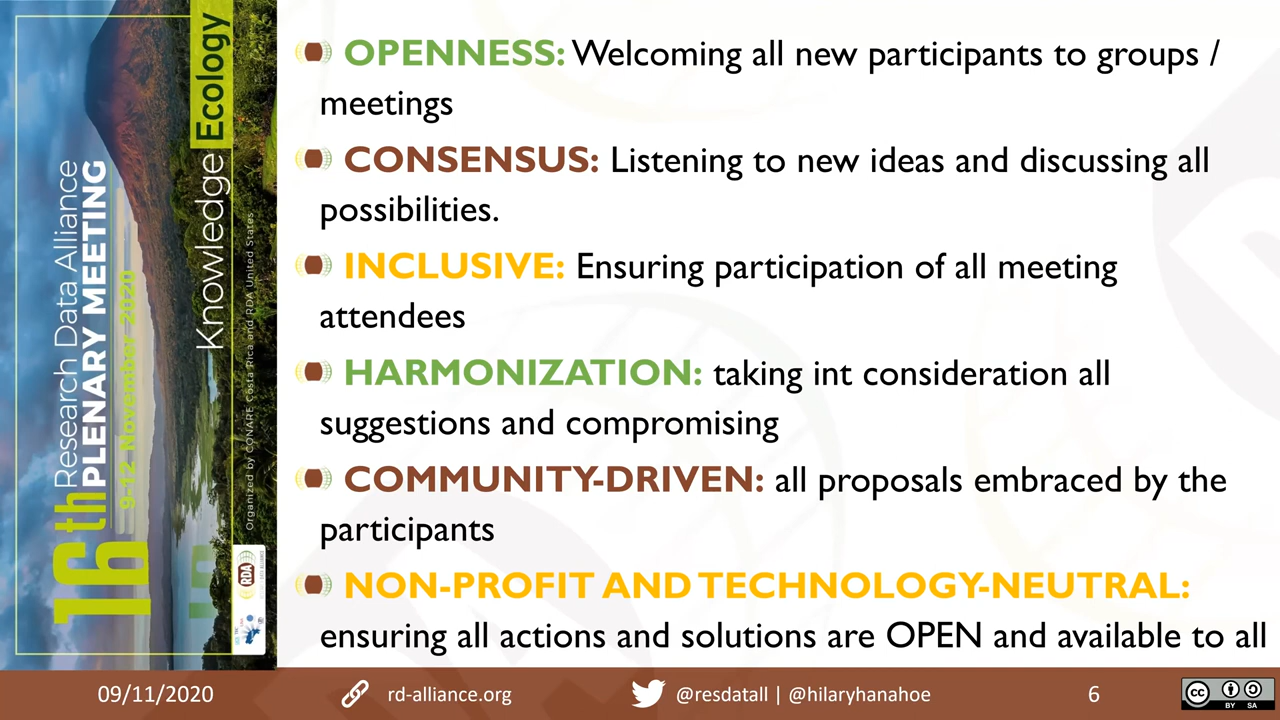 OPENNESS: Welcoming all new participants to groups /
meetings
CONSENSUS: Listening to new ideas and discussing all
possibilities.
INCLUSIVE: Ensuring participation of all meeting
attendees
HARMONIZATION: taking int consideration all
suggestions and compromising
COMMUNITY-DRIVEN: all proposals embraced by the
participants
NON-PROFIT AND TECHNOLOGY-NEUTRAL:
ensuring all actions and solutions are OPEN and available to all
16th
Research Data Alliance
PLENARY MEETING
9-12 November 2020
Knowledge Ecology
Organized by CONARE Costa Rica and RDA United States
RDA
09/11/2020
rd-alliance.org
@resdatall | @hilaryhanahoe
6
cc
BY SA